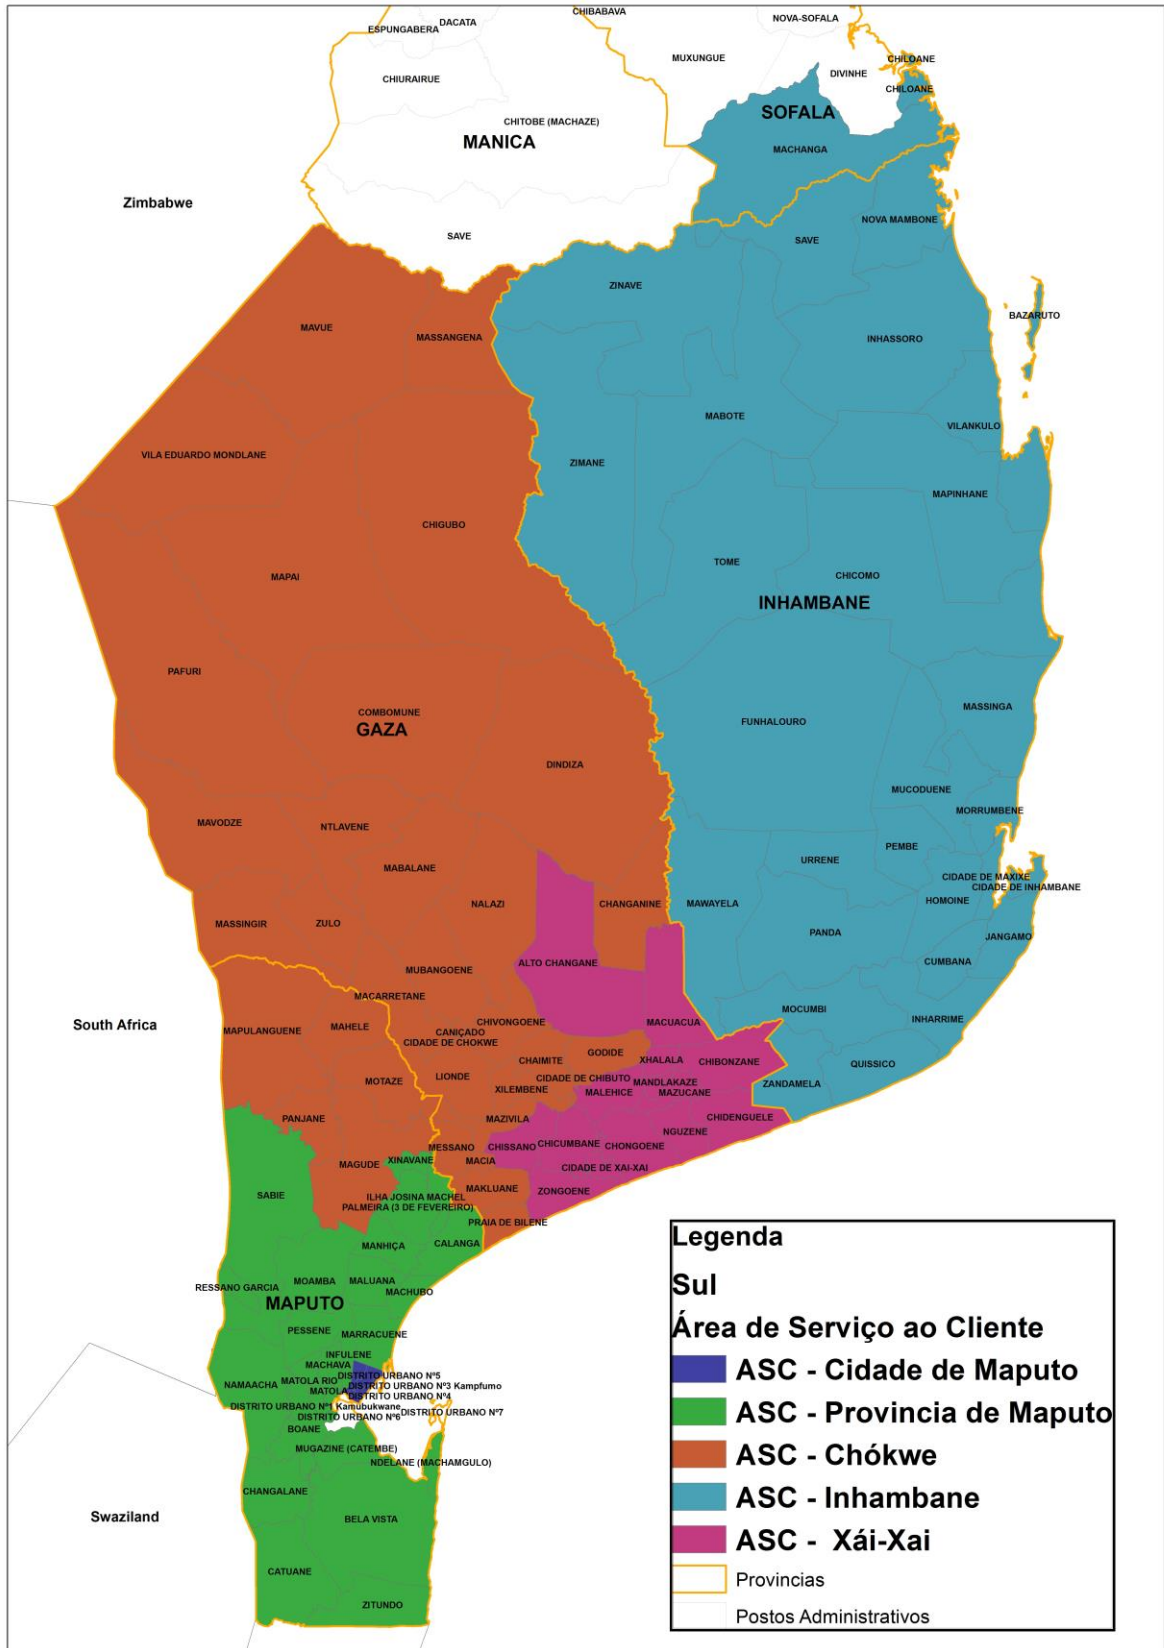 CHIBABAVA
NOVA-SOFALA
DACATA
ESPUNGABERA
MUXUNGUE
CHILOANE
DIVINHE
CHIURAIRUE
CHILOANE
SOFALA
CHITOBE (MACHAZE)
MANICA
MACHANGA
Zimbabwe
NOVA MAMBONE
SAVE
SAVE
ZINAVE
BAZARUTO
MAVUE
MASSANGENA
INHASSORO
MABOTE
VILANKULO
VILA EDUARDO MONDLANE
ZIMANE
MAPINHANE
CHIGUBO
TOME
MAPAI
CHICOMO
INHAMBANE
PAFURI
MASSINGA
COMBOMUNE
FUNHALOURO
GAZA
DINDIZA
MUCODUENE
MORRUMBENE
MAVODZE
NTLAVENE
PEMBE
URRENE
MABALANE
CIDADE DE MAXIXE
CIDADE DE INHAMBANE
HOMOINE
NALAZI
CHANGANINE
MAWAYELA
MASSINGIR
ZULO
PANDA
JANGAMO
ALTO CHANGANE
CUMBANA
MUBANGOENE
MACARRETANE
MOCUMBI
INHARRIME
South Africa
MAPULANGUENE
MAHELE
CHIVONGOENE
MACUACUA
CANIÇADO
CIDADE DE CHOKWE
GODIDE
CHAIMITE
XHALALA
CHIBONZANE
QUISSICO
LIONDE
CIDADE DE CHIBUTO
MOTAZE
MANDLAKAZE
ZANDAMELA
XILEMBENE
MALEHICE
MAZUCANE
PANJANE
MAZIVILA
CHIDENGUELE
NGUZENE
MESSANO
CHISSANO
CHICUMBANE
CHONGOENE
XINAVANE
MACIA
MAGUDE
CIDADE DE XAI-XAI
MAKLUANE
ZONGOENE
SABIE
ILHA JOSINA MACHEL
PALMEIRA (3 DE FEVEREIRO)
PRAIA DE BILENE
MANHIÇA
CALANGA
RESSANO GARCIA
MOAMBA
MALUANA
MACHUBO
MAPUTO
PESSENE
MARRACUENE
INFULENE
MACHAVA
DISTRITO URBANO Nº5
MATOLA RIO
NAMAACHA
DISTRITO URBANO Nº3 Kampfumo
MATOLA
DISTRITO URBANO Nº4
DISTRITO URBANO Nº1 Kamubukwane
DISTRITO URBANO Nº7
DISTRITO URBANO Nº6
BOANE
MUGAZINE (CATEMBE)
NDELANE (MACHAMGULO)
CHANGALANE
Swaziland
BELA VISTA
CATUANE
ZITUNDO
Legenda
Sul
Área de Serviço ao Cliente
ASC - Cidade de Maputo
ASC - Provincia de Maputo
ASC - Chókwe
ASC - Inhambane
ASC - Xái-Xai
Provincias
Postos Administrativos